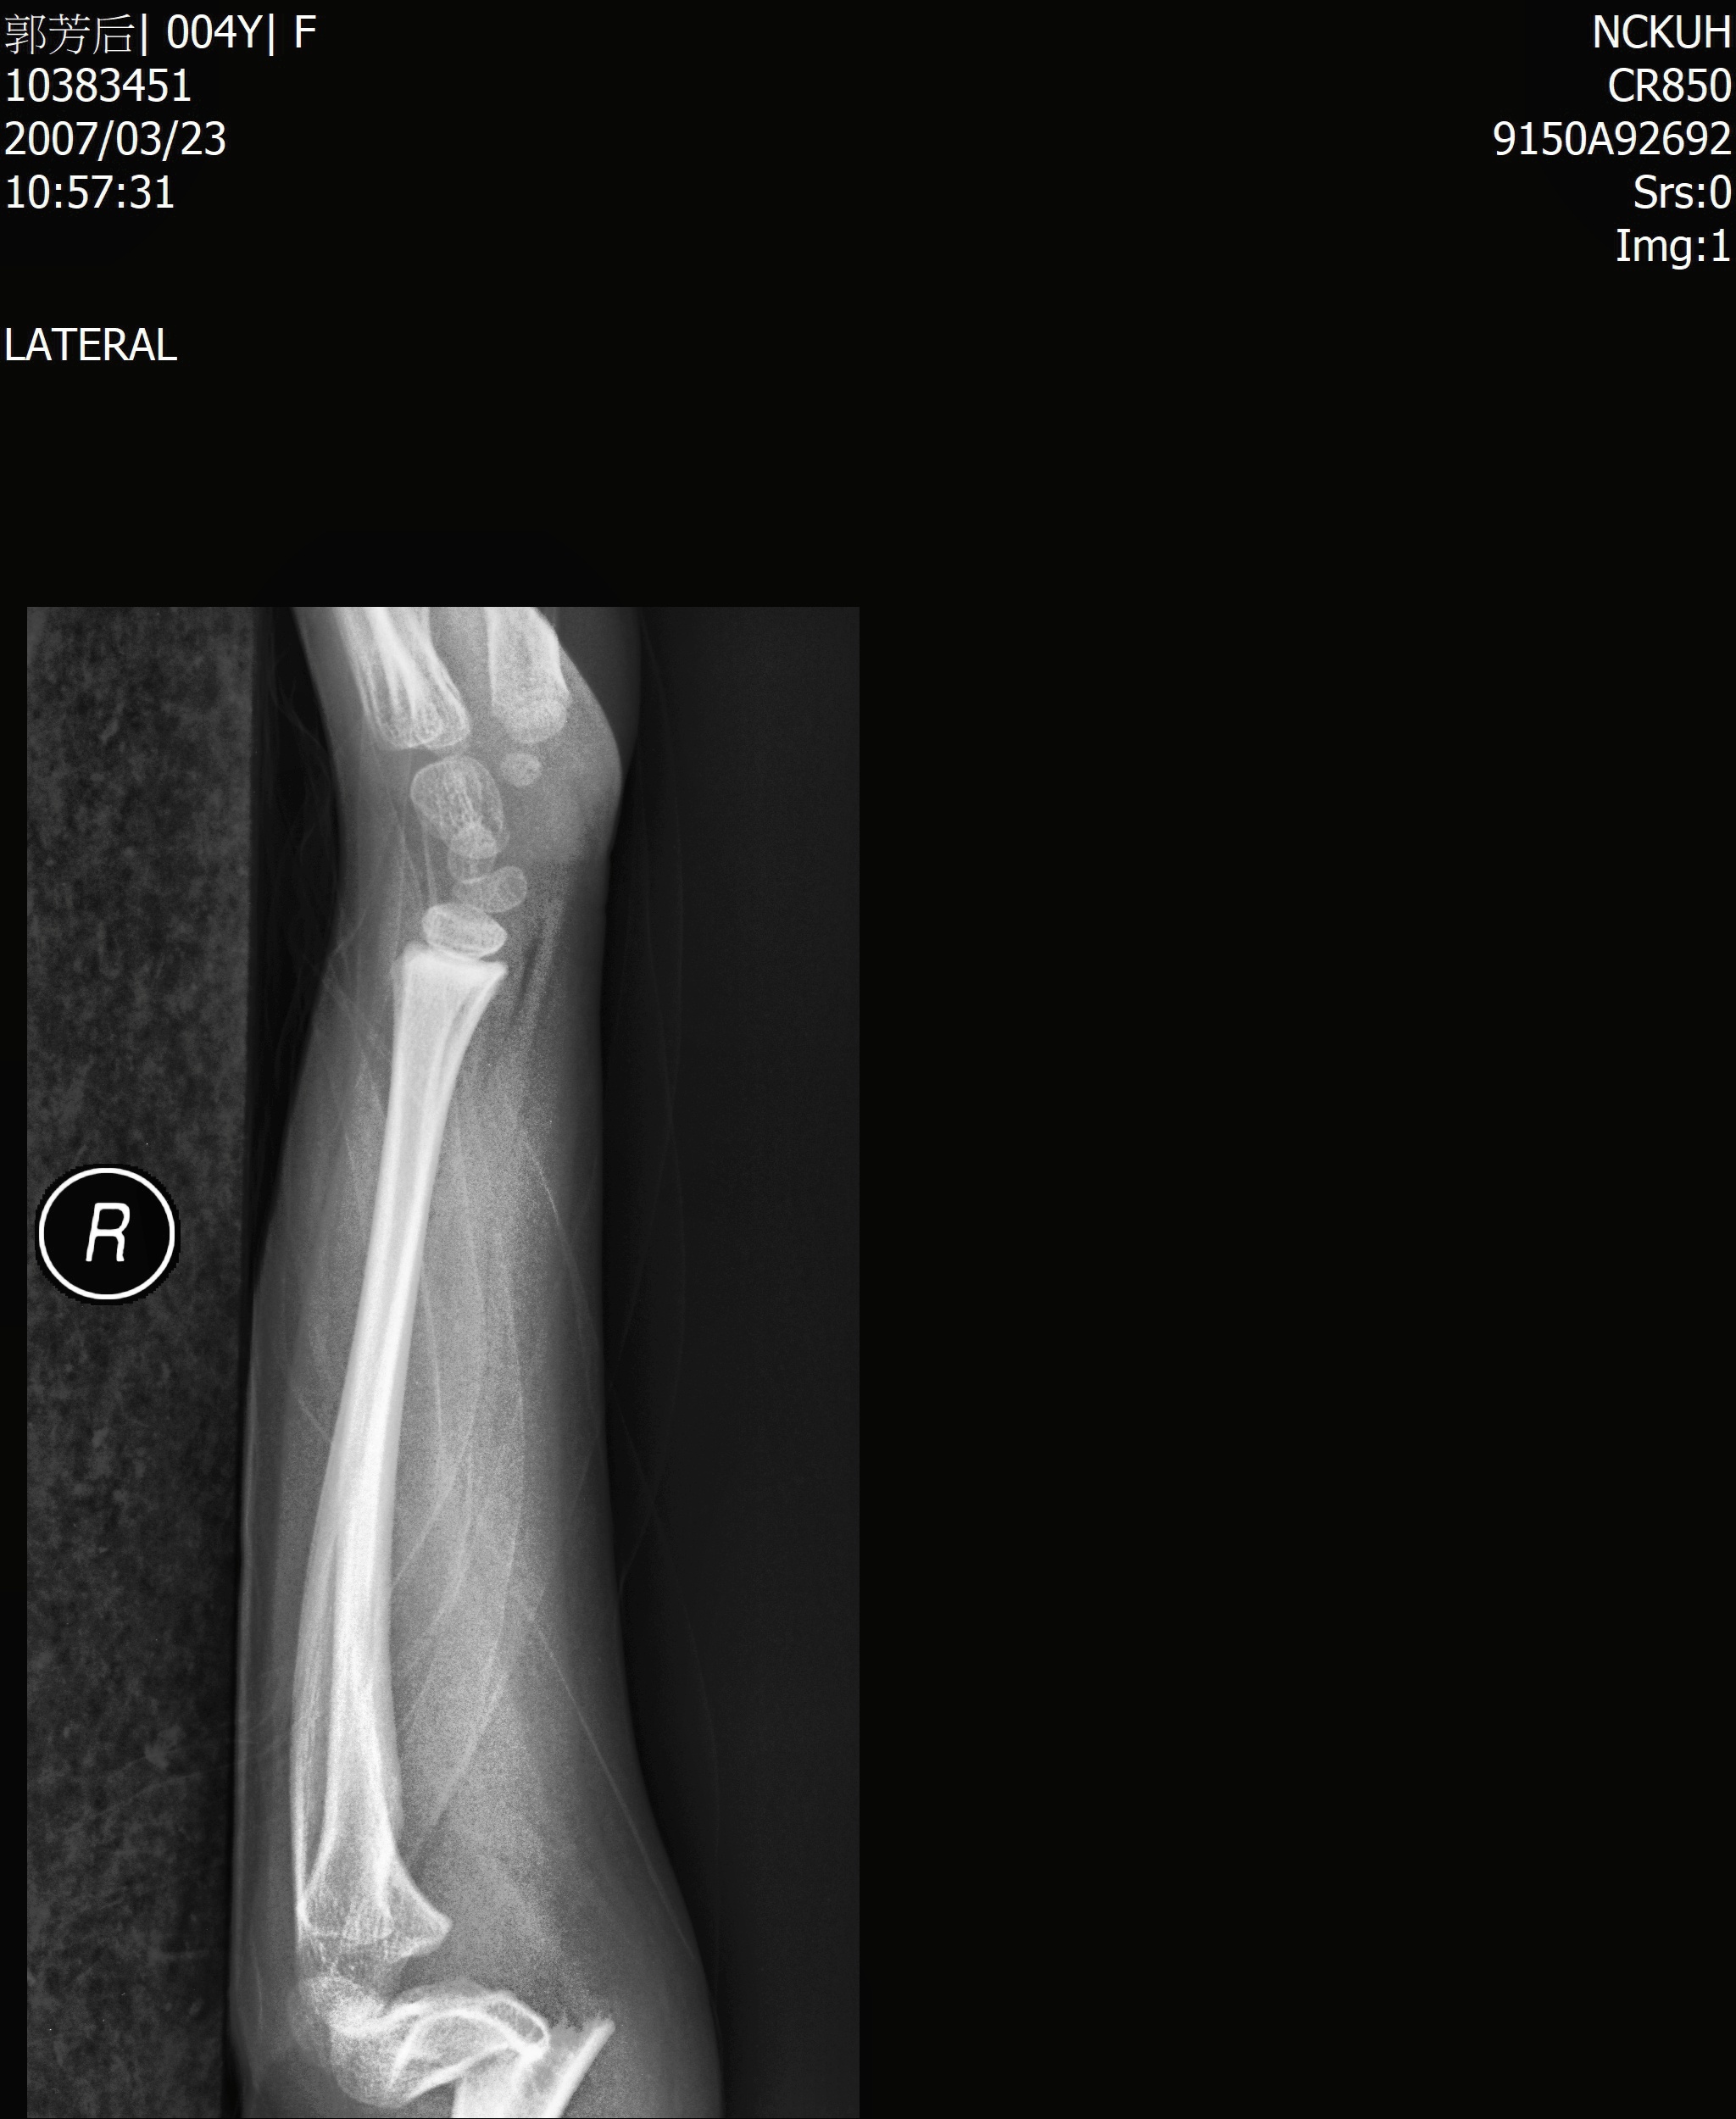 郭芳后| 004Y| F
10383451
2007/03/23
10:57:31
LATERAL
NCKUH
CR850
9150A92692
Srs:0
Img:1
R